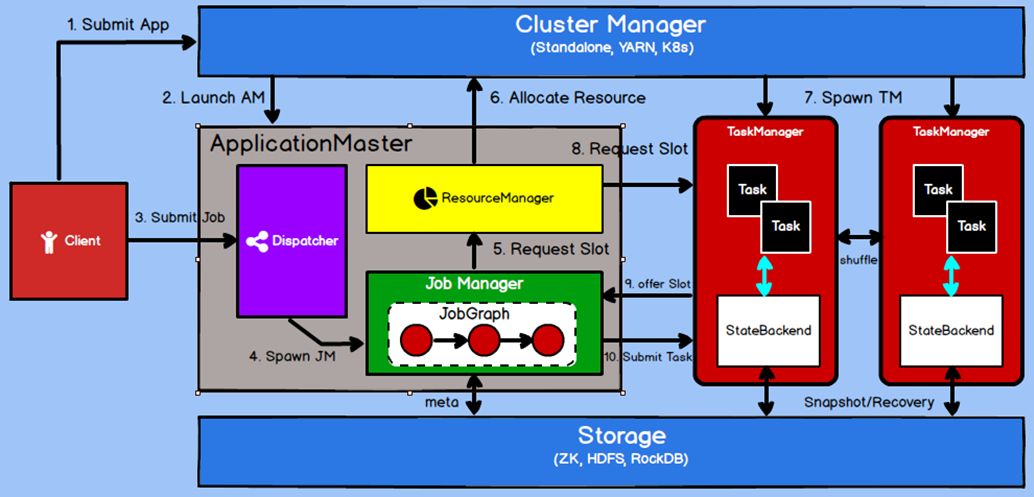 1. Submit App
Cluster Manager
(Standalone, YARN, K8s)
2. Launch AM
6. Allocate Resource
7. Spawn TM
ApplicationMaster
8. Request Slot
TaskManager
TaskManager
ResourceManager
Task
Task
Task
Task
3. Submit Job
Client
Dispatcher
5. Request Slot
shuffle
Job Manager
9. offer Slot
JobGraph
StateBackend
StateBackend
4. Spawn JM
10. Submit Task
meta
Snapshot/Recovery
Storage
(ZK, HDFS, RockDB)